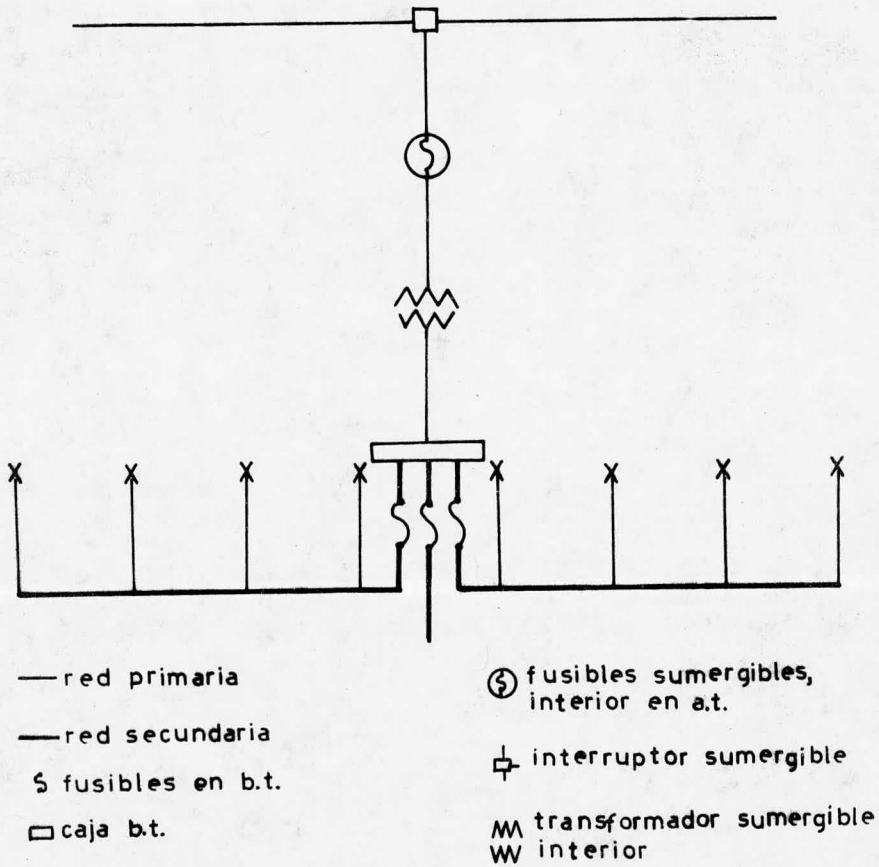 red primaria
red secundaria
fusibles en b.t.
caja b.t.
fusibles sumergibles,
interior en a.t.
interruptor sumergible
transformador sumergible
interior